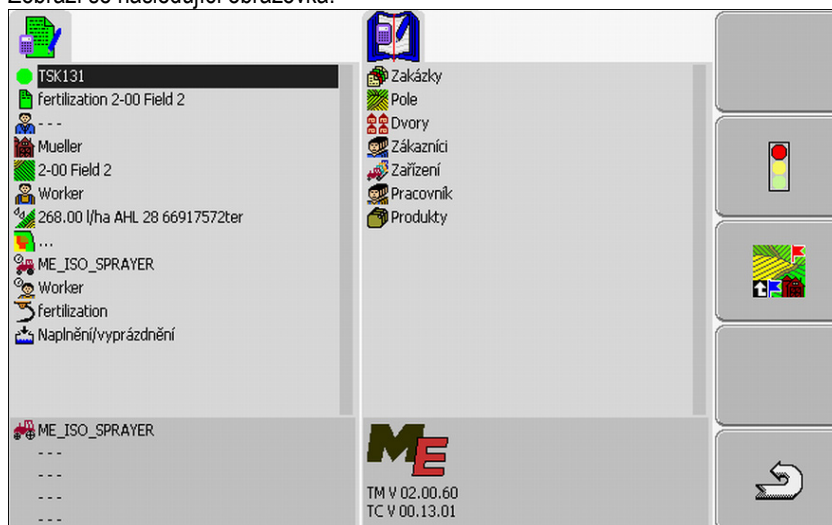 Zobrazí se následující obrazovka:
TSK131
fertilization 2-00 Field 2
- - -
Mueller
2-00 Field 2
Worker
268.00 l/ha AHL 28 66917572ter
...
ME_ISO_SPRAYER
Worker
fertilization
Naplnění/vyprázdnění
ME_ISO_SPRAYER
- - -
- - -
- - -
- - -
Zakázky
Pole
Dvory
Zákazníci
Zařízení
Pracovník
Produkty
ME
TM V 02.00.60
TC V 00.13.01